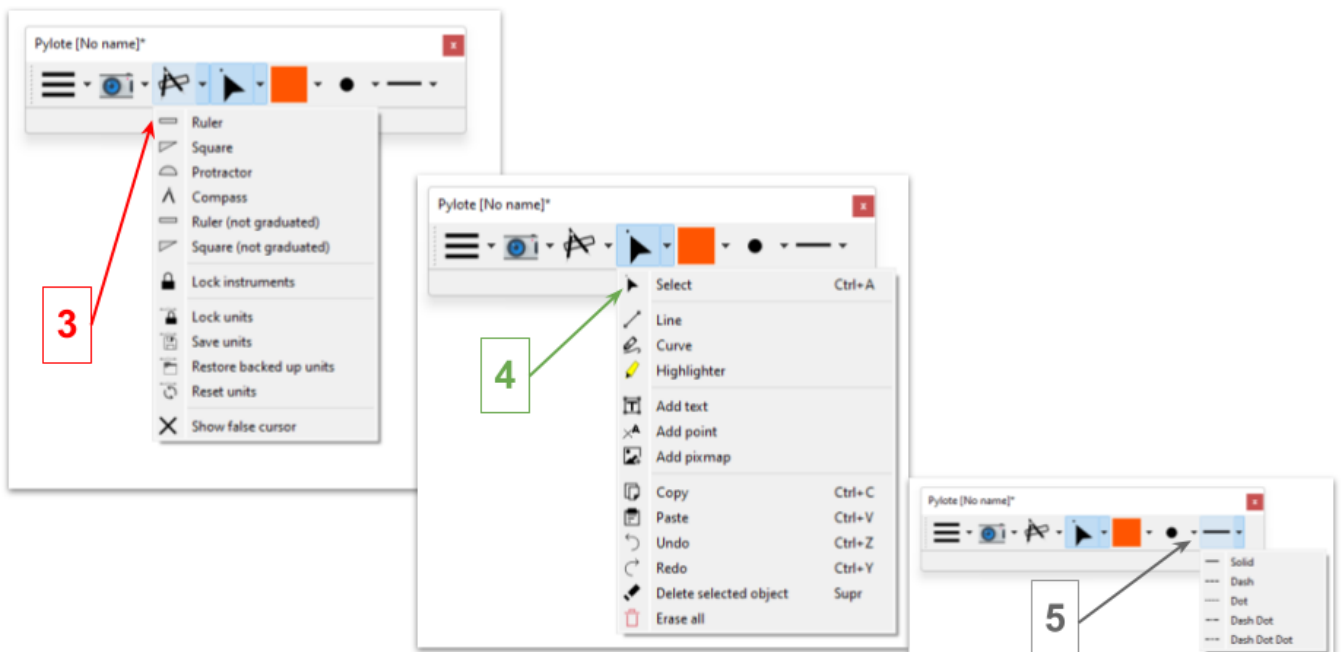 Pylote [No name]*
x
Ruler
Square
Protractor
Compass
Ruler (not graduated)
Square (not graduated)
Lock instruments
Lock units
Save units
Restore backed up units
Reset units
Show false cursor
3
Pylote [No name]*
x
Select Ctrl+A
Line
Curve
Highlighter
Add text
Add point
Add pixmap
Copy Ctrl+C
Paste Ctrl+V
Undo Ctrl+Z
Redo Ctrl+Y
Delete selected object Supr
Erase all
4
Pylote [No name]*
x
Solid
Dash
Dot
Dash Dot
Dash Dot Dot
5